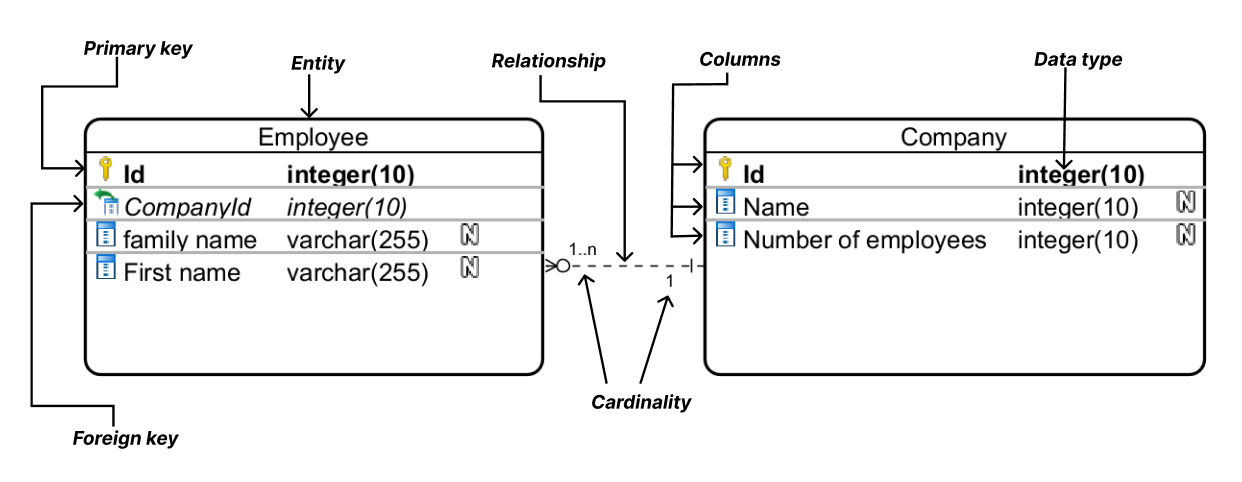 Primary key
Entity
Relationship
Columns
Data type
Employee
Id integer(10)
CompanyId integer(10)
family name varchar(255) N
First name varchar(255) N
1..n
1
Company
Id integer(10)
Name integer(10) N
Number of employees integer(10) N
Cardinality
Foreign key